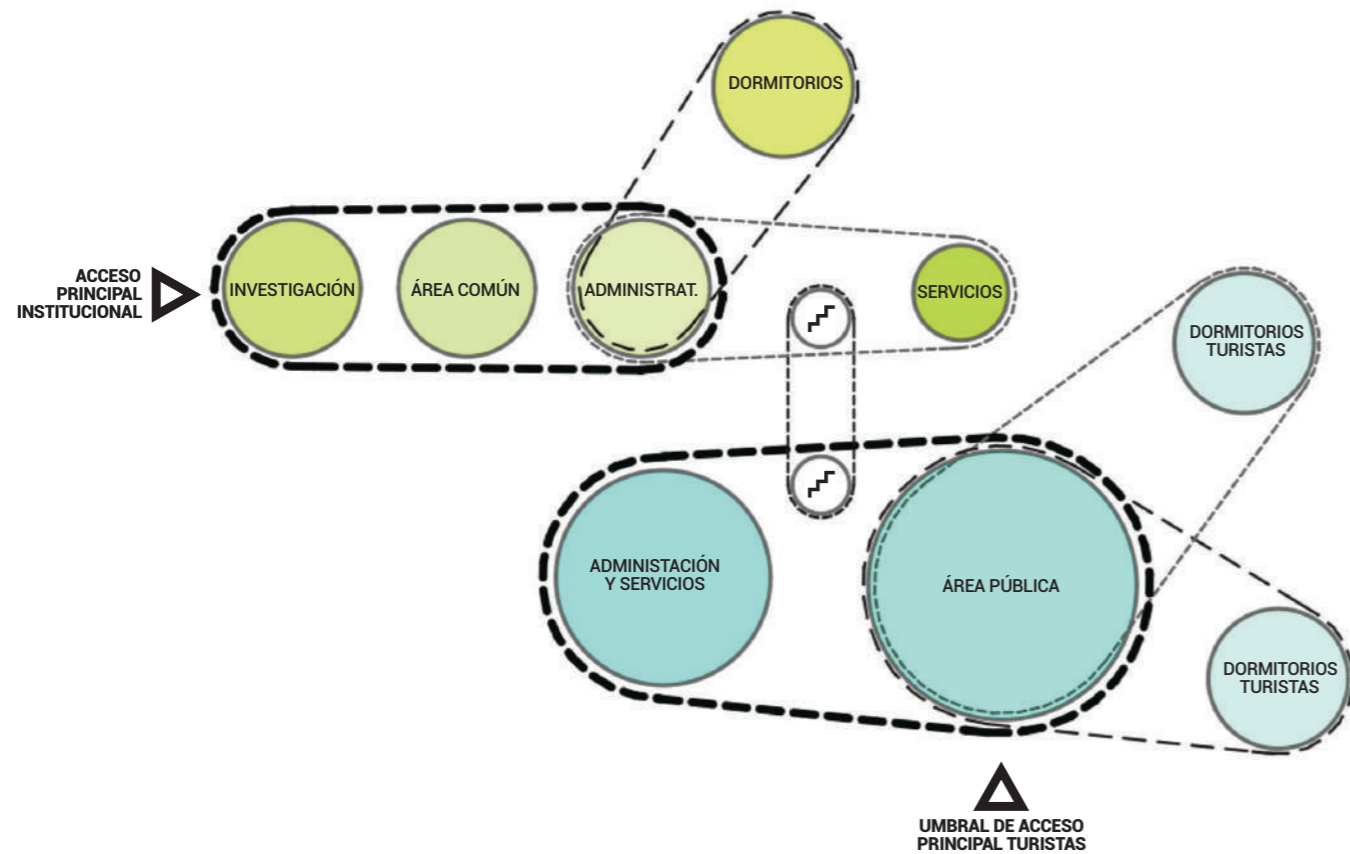 DORMITORIOS
ACCESO
PRINCIPAL
INSTITUCIONAL
INVESTIGACIÓN
ÁREA COMÚN
ADMINISTRAT.
SERVICIOS
DORMITORIOS
TURISTAS
ADMINISTACIÓN
Y SERVICIOS
ÁREA PÚBLICA
DORMITORIOS
TURISTAS
UMBRAL DE ACCESO
PRINCIPAL TURISTAS